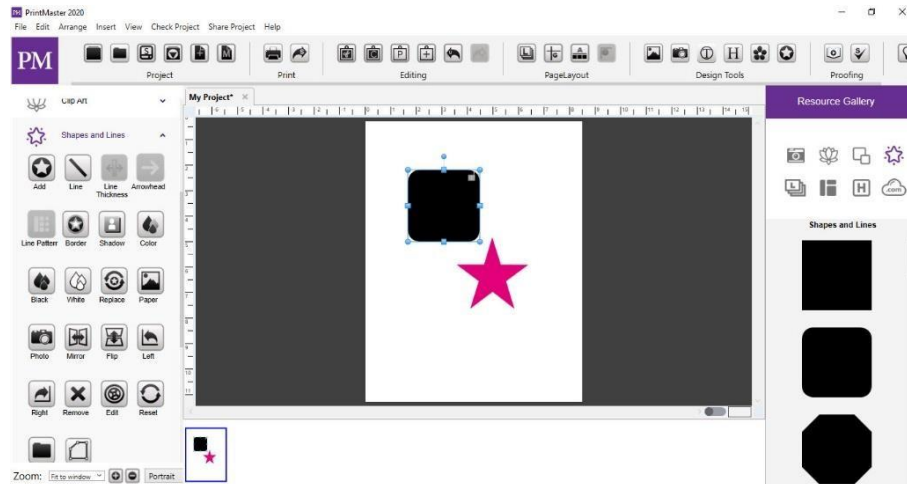 PrintMaster 2020
File Edit Arrange Insert View Check Project Share Project Help
PM
Project
Print
Editing
PageLayout
Design Tools
Proofing
Clip Art
Shapes and Lines
Add Line Line Thickness Arrowhead
Line Pattern Border Shadow Color
Black White Replace Paper
Photo Mirror Flip Left
Right Remove Edit Reset
Zoom: Fit to window Portrait
My Project*
Resource Gallery
.com
Shapes and Lines